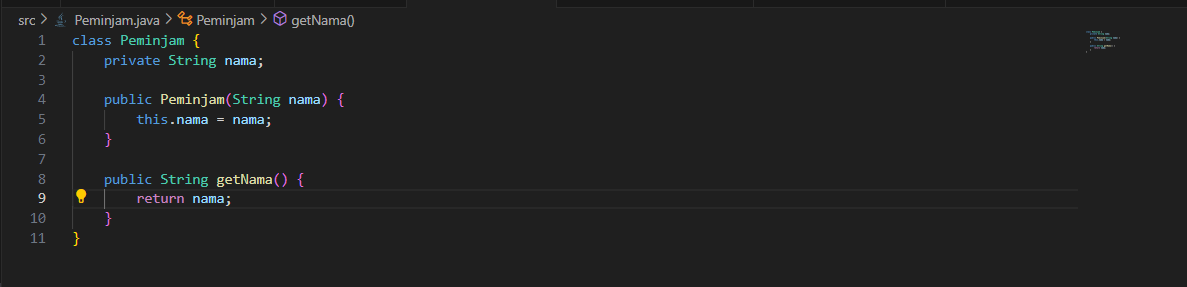 src > Peminjam.java > Peminjam > getNama()
1 class Peminjam {
2     private String nama;
3
4     public Peminjam(String nama) {
5         this.nama = nama;
6     }
7
8     public String getNama() {
9         return nama;
10     }
11 }